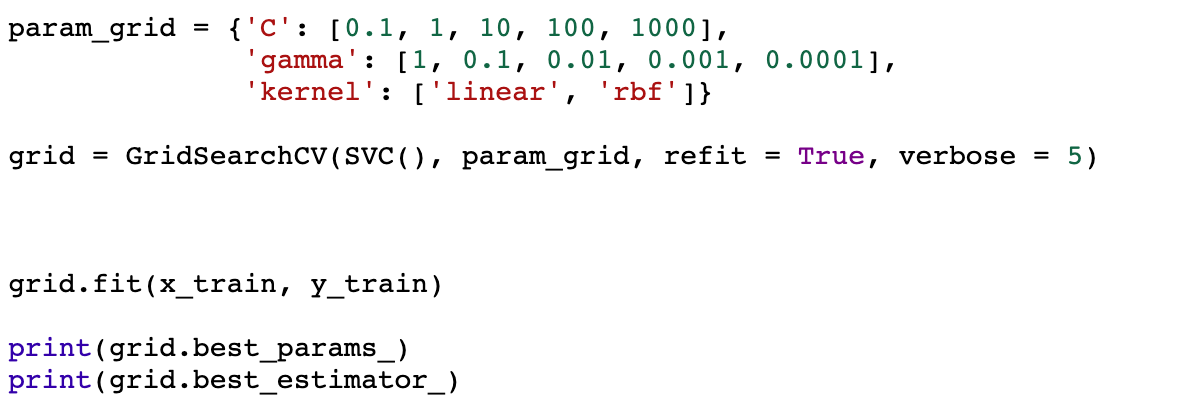 param_grid = {'C': [0.1, 1, 10, 100, 1000],
              'gamma': [1, 0.1, 0.01, 0.001, 0.0001],
              'kernel': ['linear', 'rbf']}
grid = GridSearchCV(SVC(), param_grid, refit = True, verbose = 5)
grid.fit(x_train, y_train)
print(grid.best_params_)
print(grid.best_estimator_)